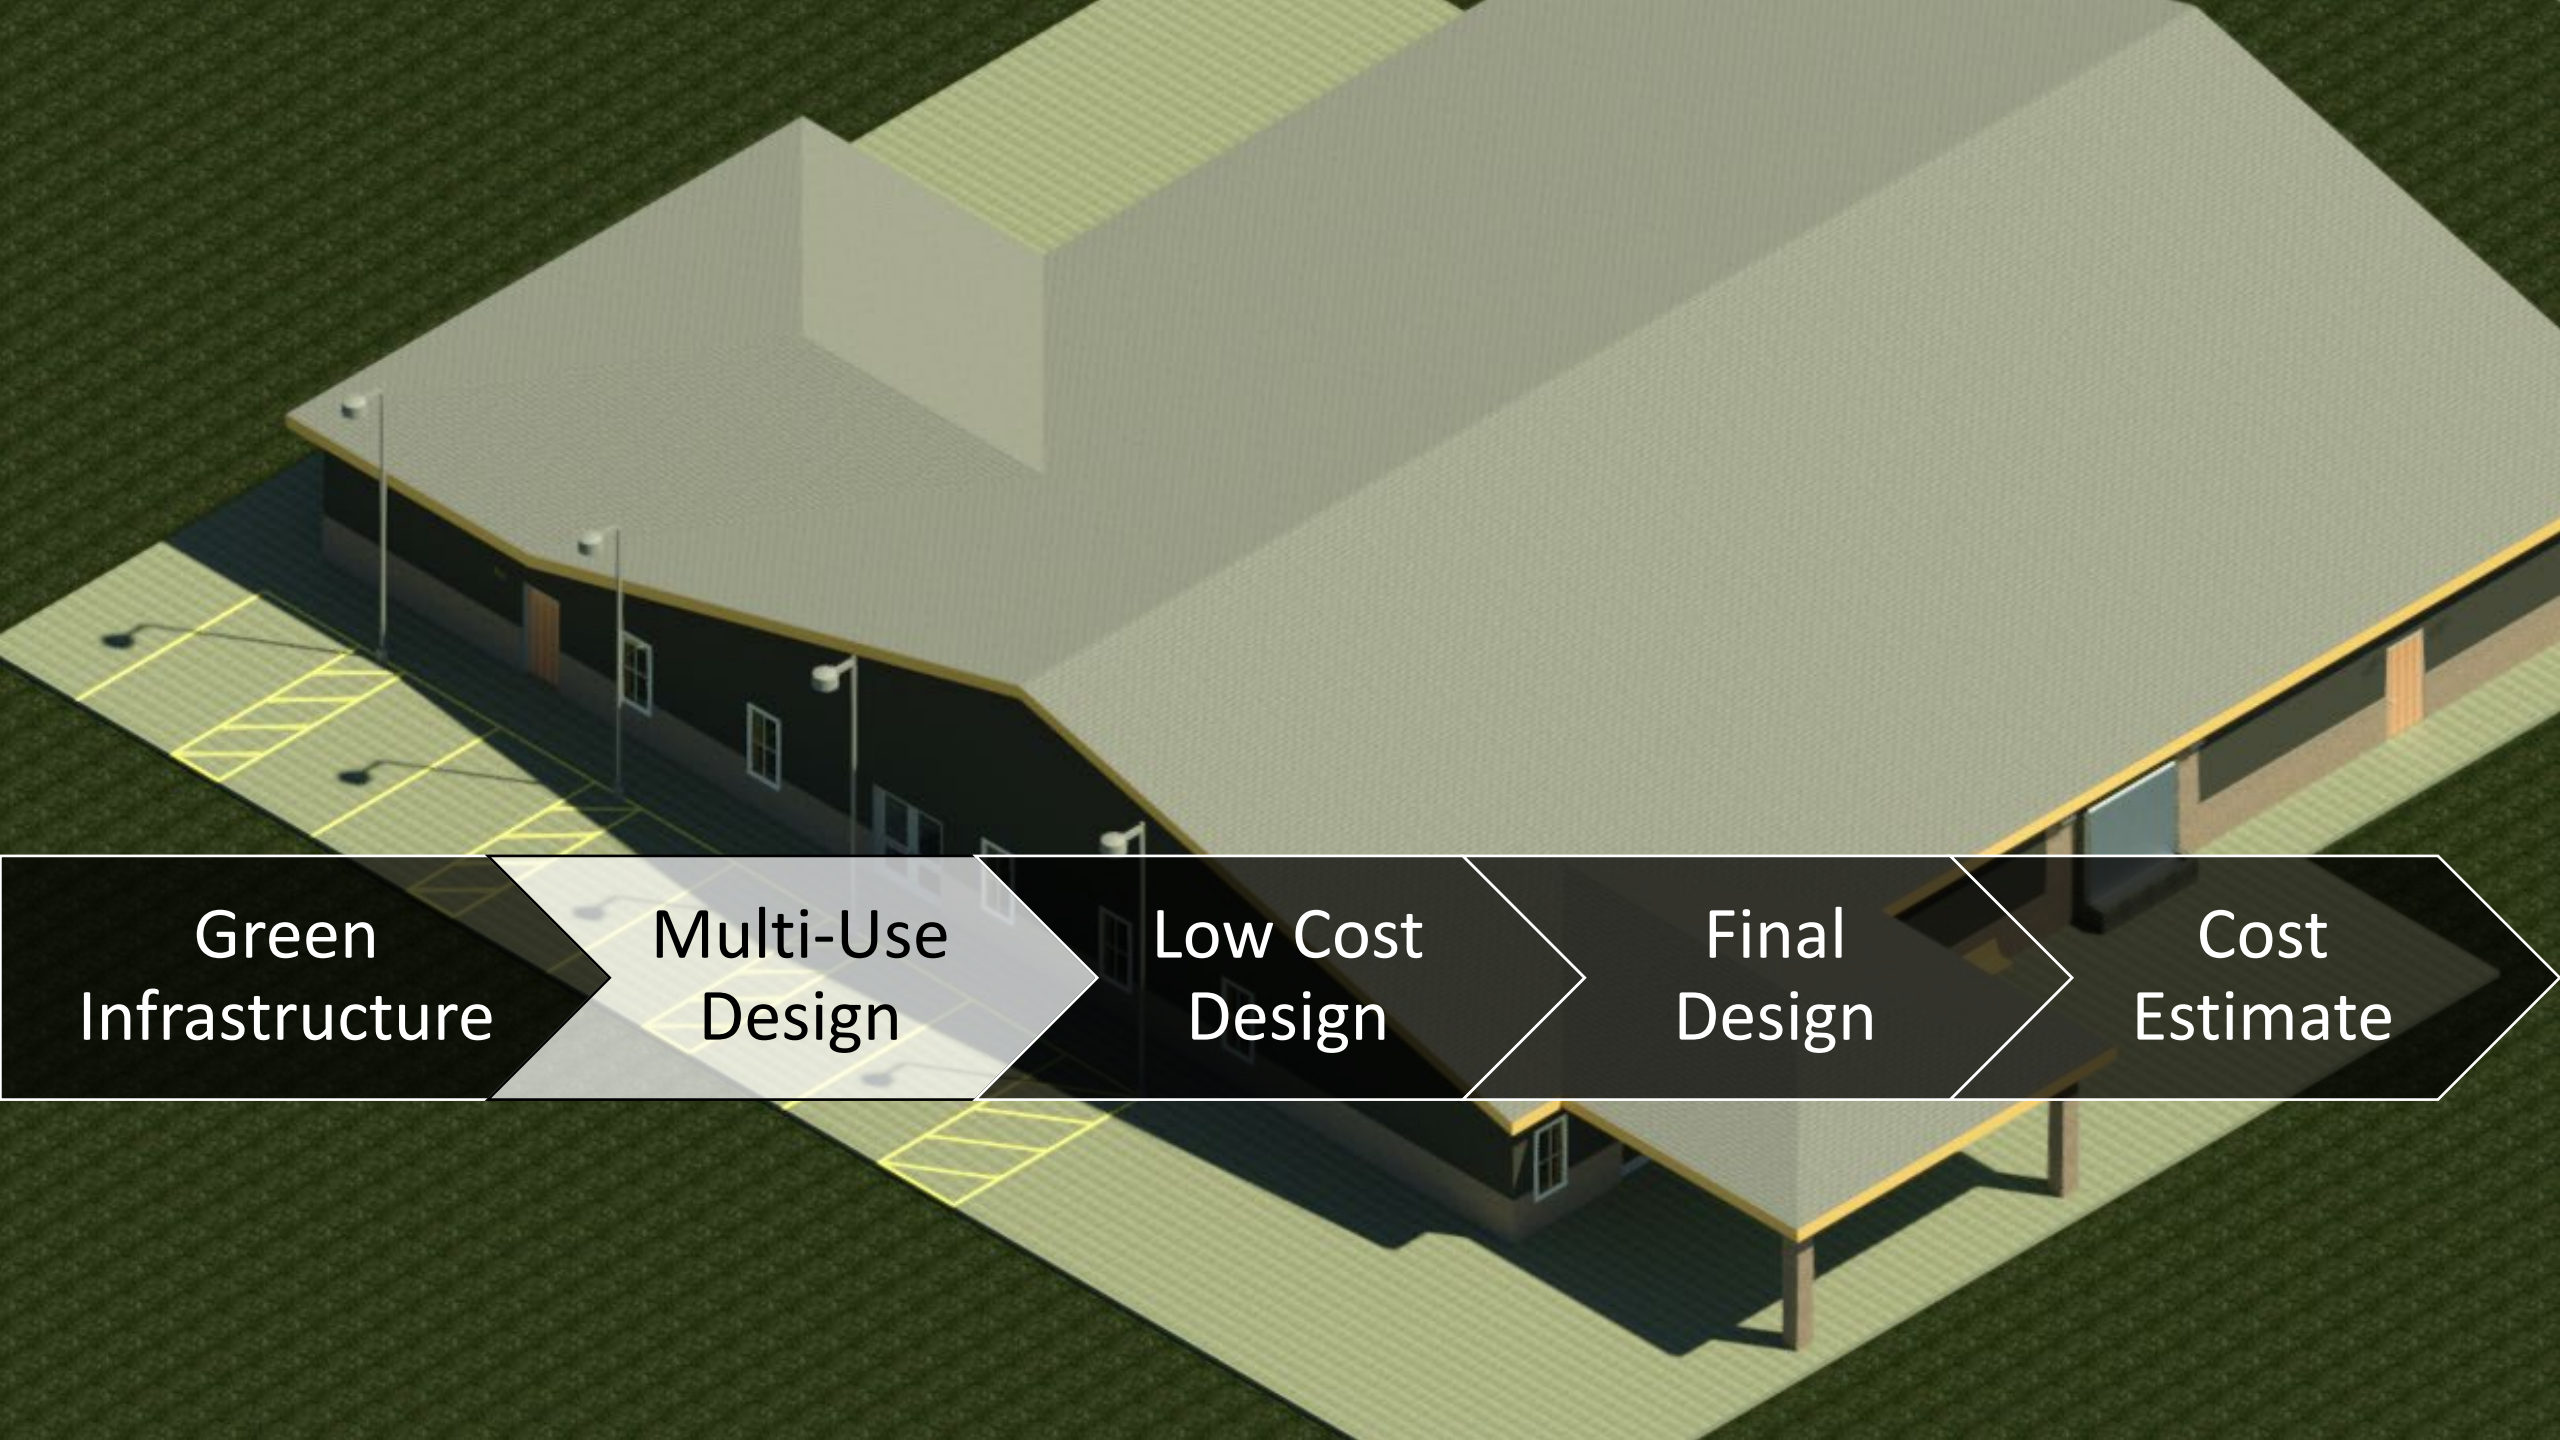 Green
Infrastructure
Multi-Use
Design
Low Cost
Design
Final
Design
Cost
Estimate